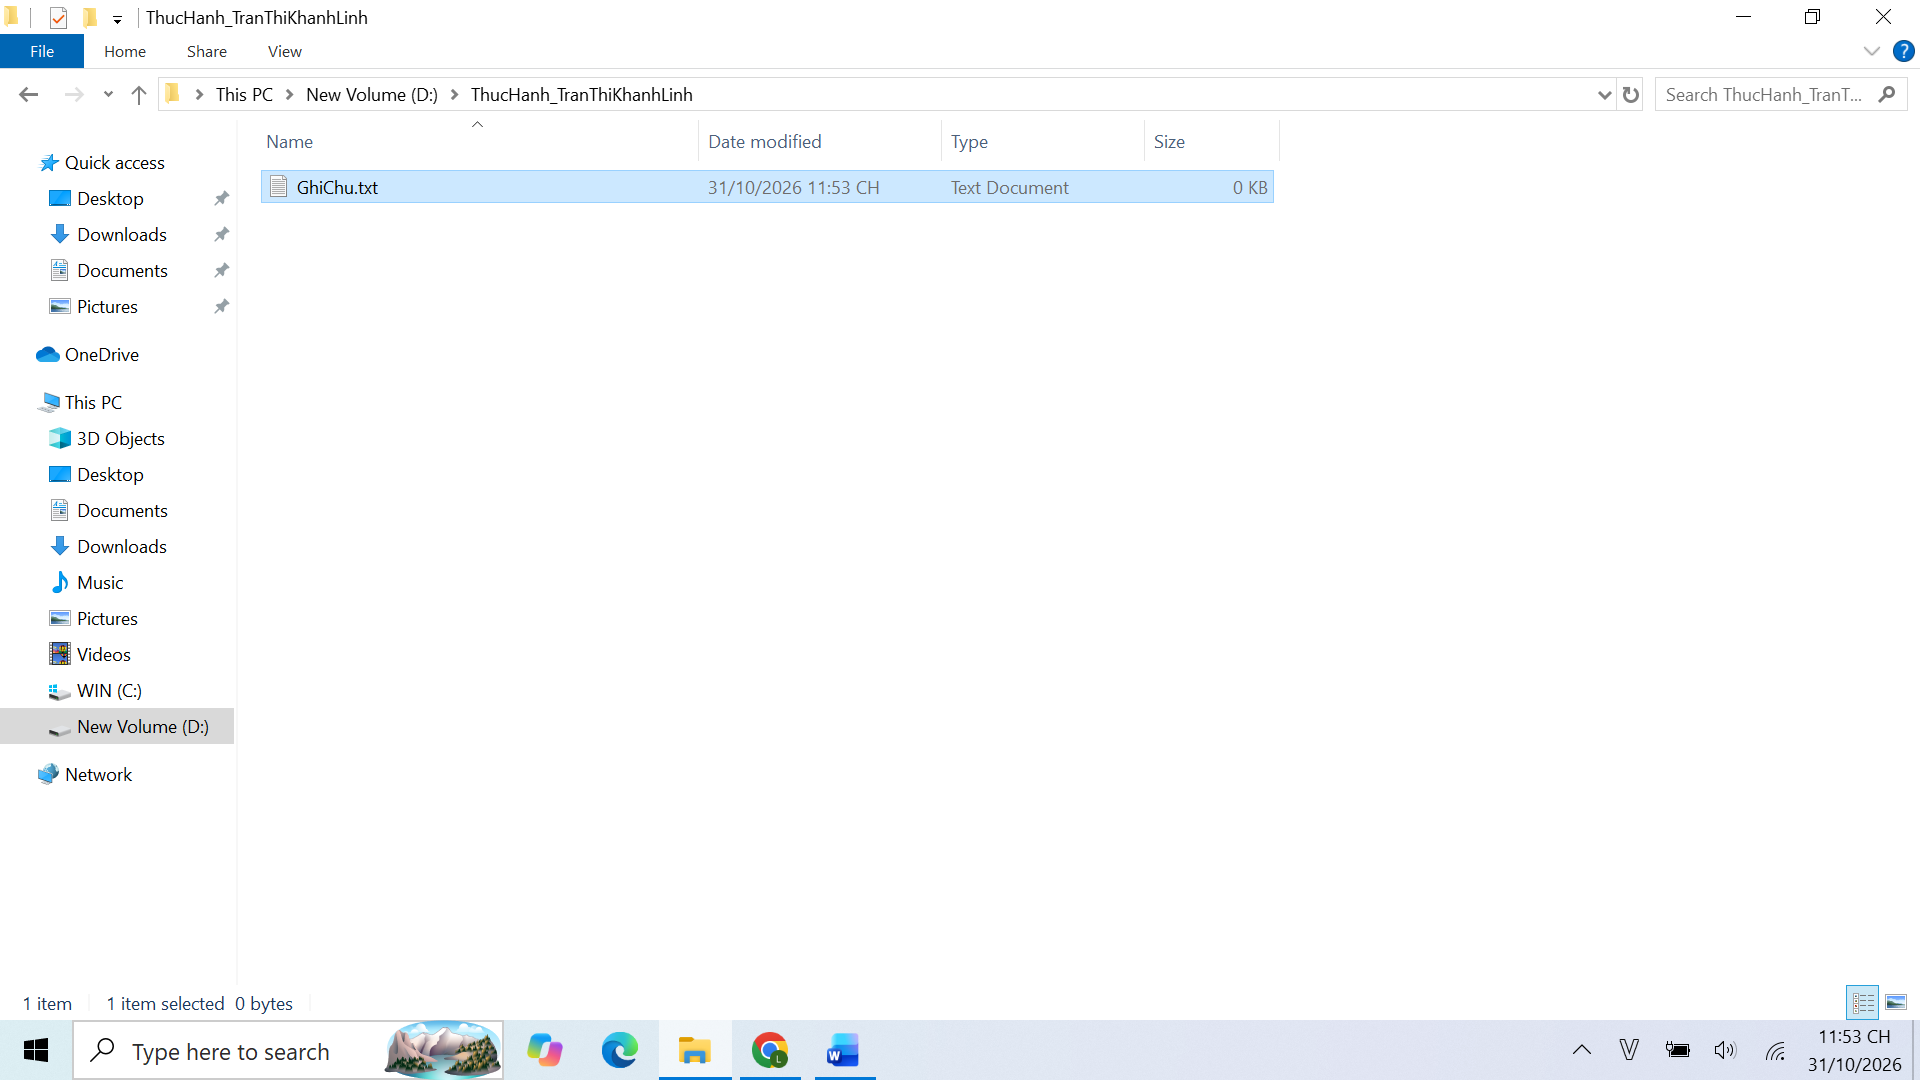 ThucHanh_TranThiKhanhLinh
File Home Share View
This PC New Volume (D:) ThucHanh_TranThiKhanhLinh
Search ThucHanh_TranT...
Name Date modified Type Size
GhiChu.txt 31/10/2026 11:53 CH Text Document 0 KB
Quick access
Desktop
Downloads
Documents
Pictures
OneDrive
This PC
3D Objects
Desktop
Documents
Downloads
Music
Pictures
Videos
WIN (C:)
New Volume (D:)
Network
1 item 1 item selected 0 bytes
Type here to search
11:53 CH
31/10/2026